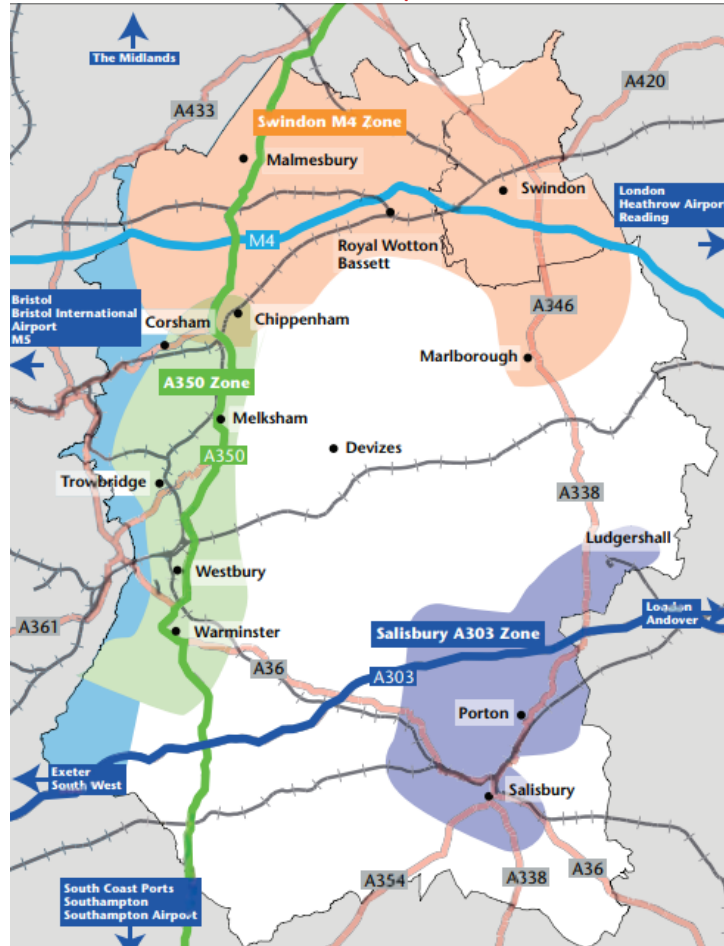 The Midlands
A433
A420
Swindon M4 Zone
Malmesbury
Swindon
London
Heathrow Airport
Reading
M4
Royal Wotton
Bassett
Bristol
Bristol International
Airport
M5
Corsham
Chippenham
A346
Marlborough
A350 Zone
Melksham
Devizes
A350
Trowbridge
A338
Ludgershall
Westbury
London
Andover
A361
Warminster
Salisbury A303 Zone
A36
A303
Porton
Exeter
South West
Salisbury
A354
A338
A36
South Coast Ports
Southampton
Southampton Airport